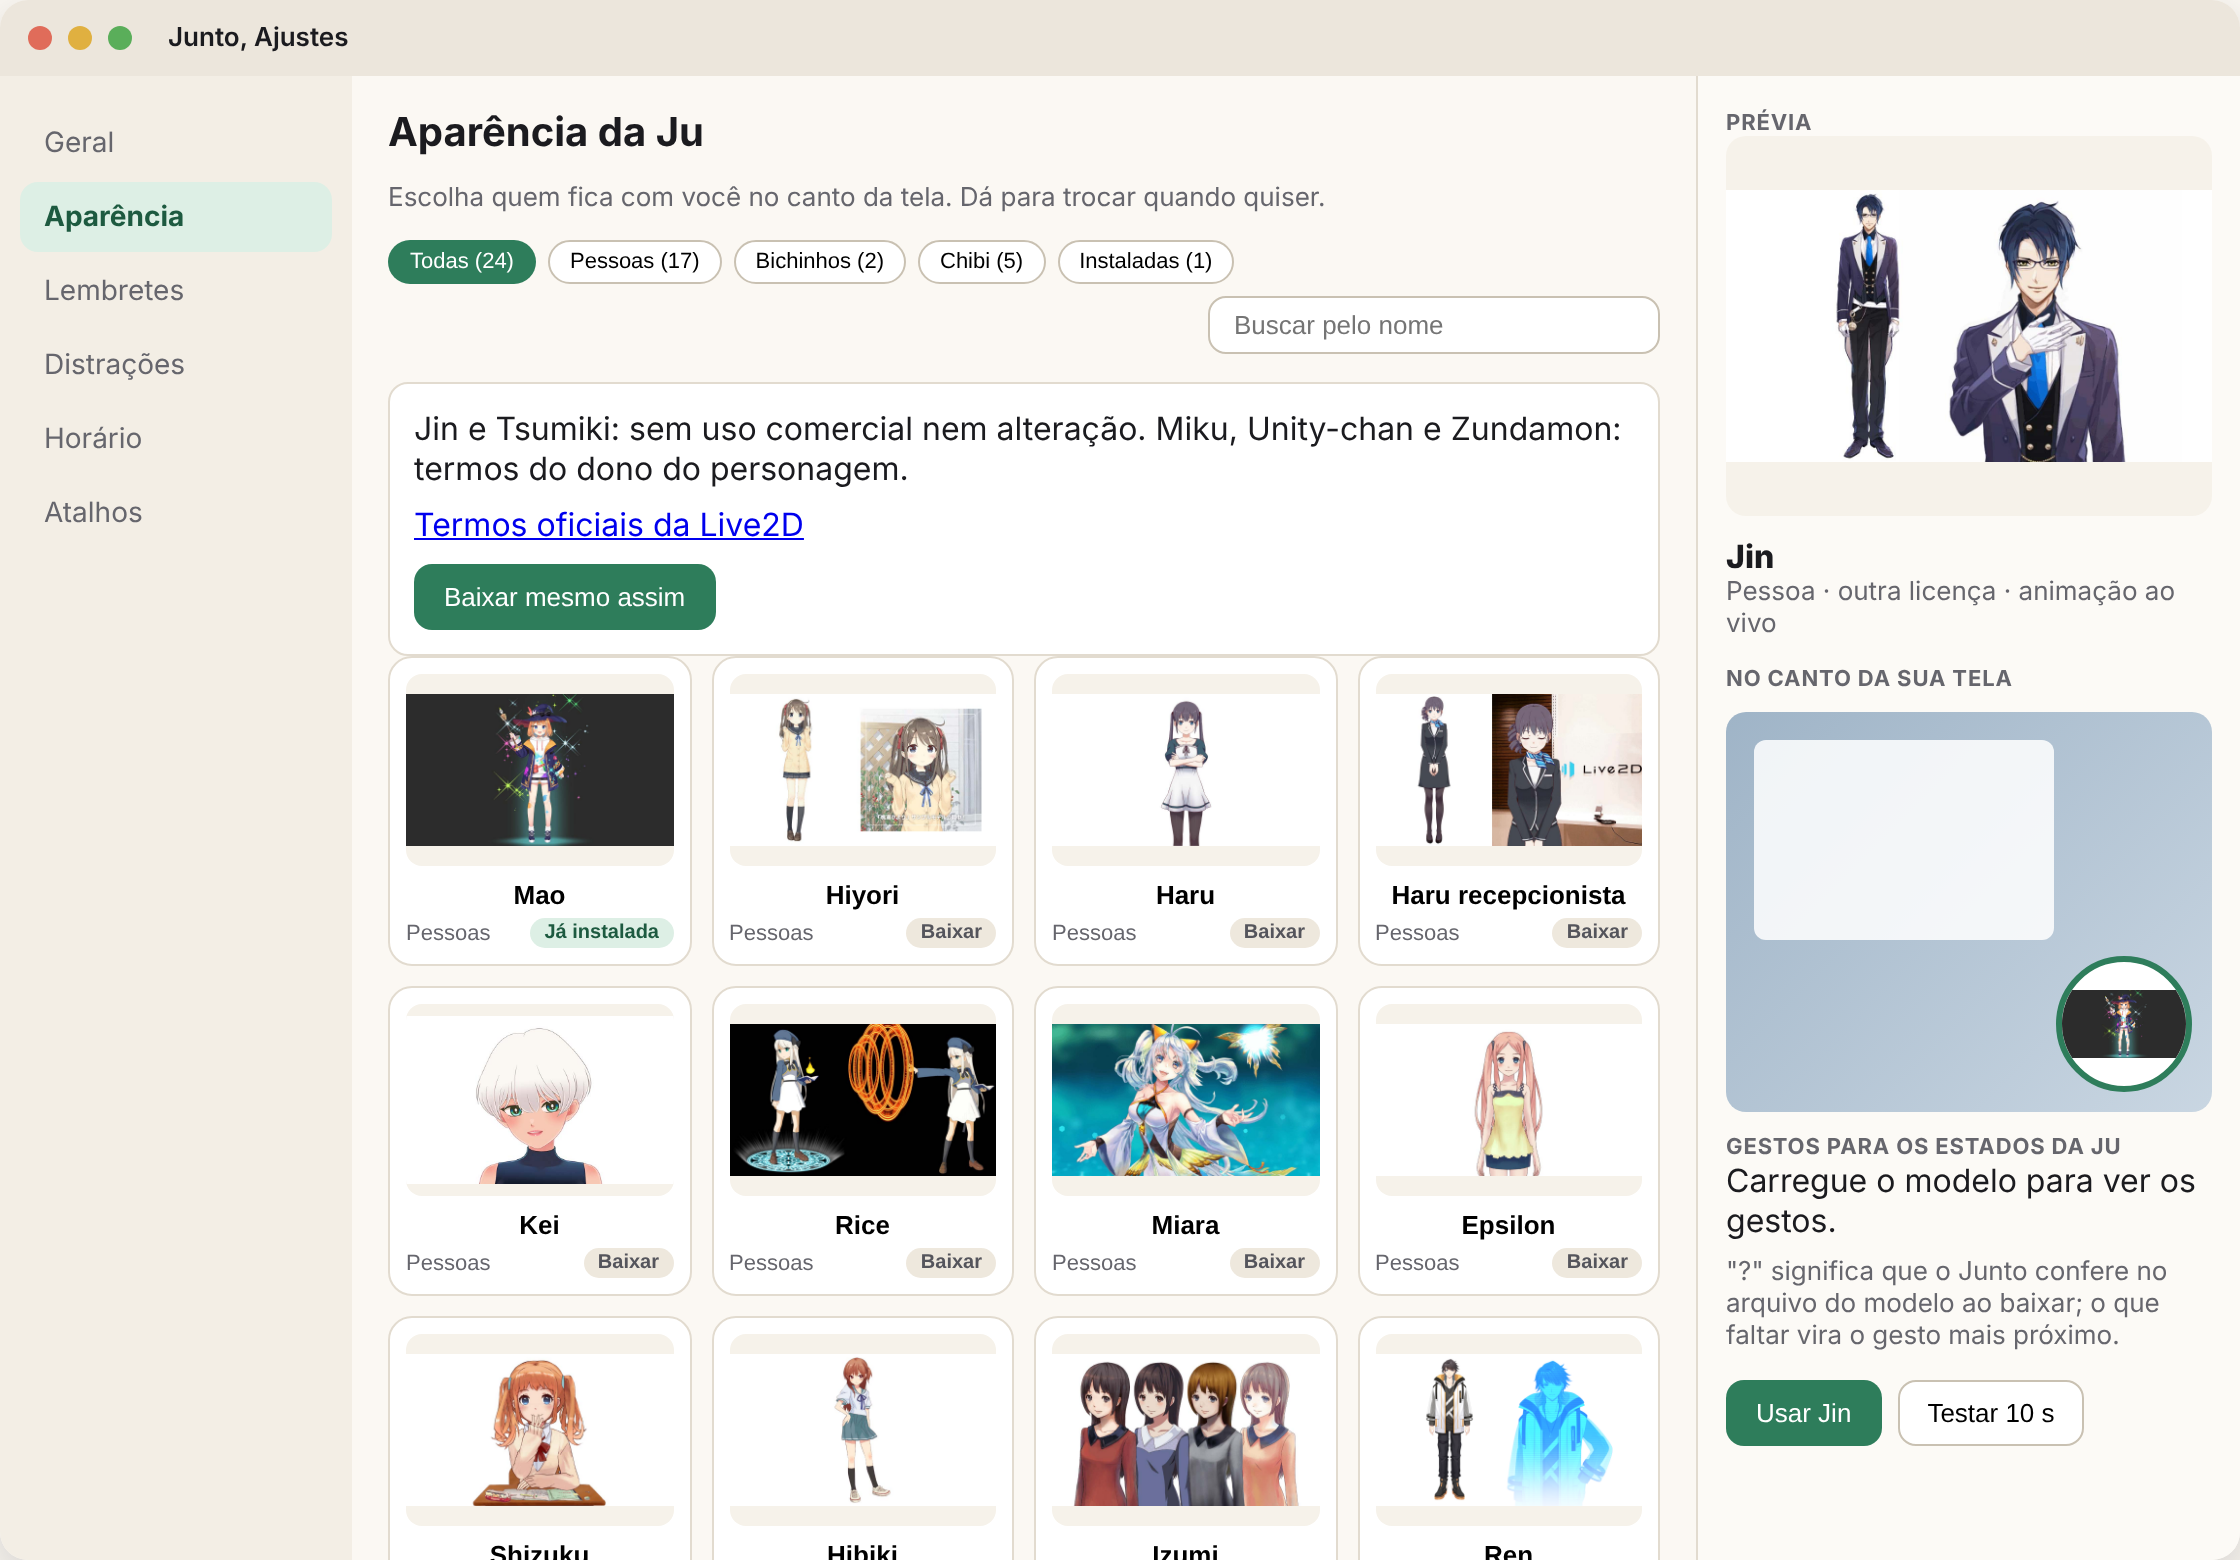 Junto, Ajustes
Geral
Aparência
Lembretes
Distrações
Horário
Atalhos
Aparência da Ju
Escolha quem fica com você no canto da tela. Dá para trocar quando quiser.
Todas (24)
Pessoas (17)
Bichinhos (2)
Chibi (5)
Instaladas (1)
Buscar pelo nome
Jin e Tsumiki: sem uso comercial nem alteração. Miku, Unity-chan e Zundamon:
termos do dono do personagem.
Termos oficiais da Live2D
Baixar mesmo assim
Mao
Pessoas
Já instalada
Hiyori
Pessoas
Baixar
Haru
Pessoas
Baixar
Live2D
Haru recepcionista
Pessoas
Baixar
Kei
Pessoas
Baixar
Rice
Pessoas
Baixar
Miara
Pessoas
Baixar
Epsilon
Pessoas
Baixar
Shizuku
Hibiki
Izumi
Ren
PRÉVIA
Jin
Pessoa · outra licença · animação ao
vivo
NO CANTO DA SUA TELA
GESTOS PARA OS ESTADOS DA JU
Carregue o modelo para ver os
gestos.
"?" significa que o Junto confere no
arquivo do modelo ao baixar; o que
faltar vira o gesto mais próximo.
Usar Jin
Testar 10 s